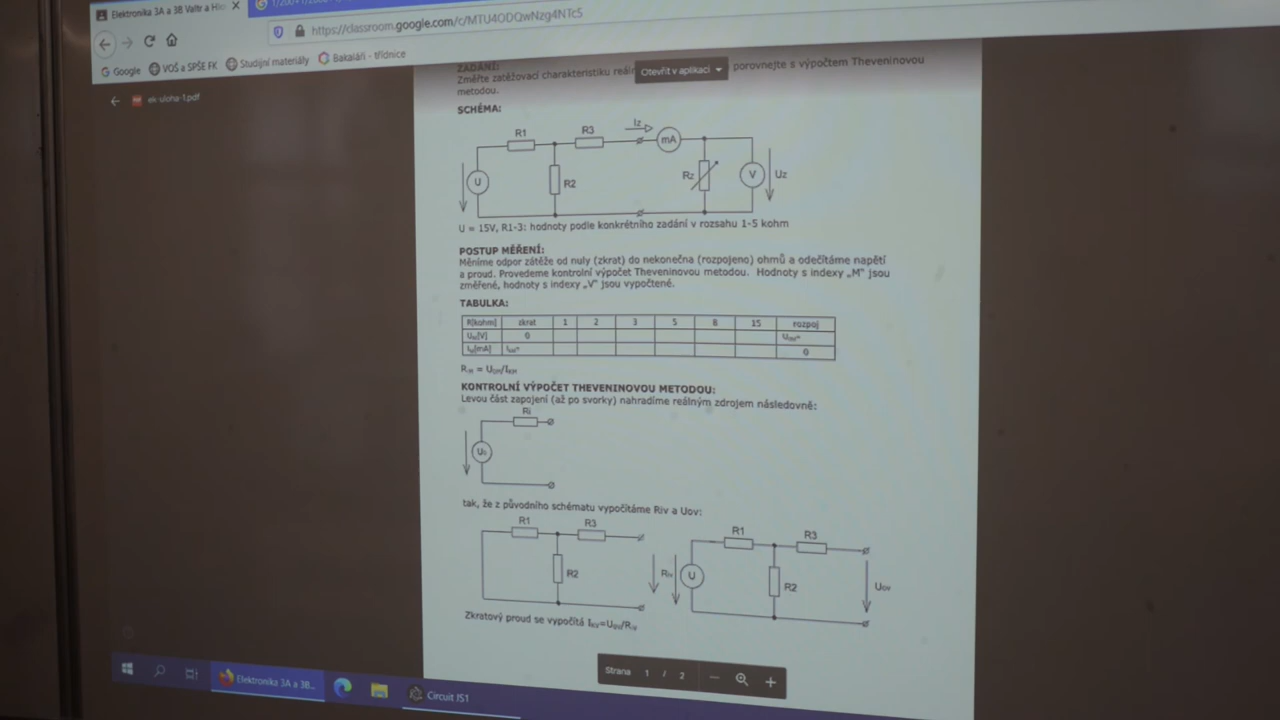 Elektronika 3A a 3B Valtr a
https://classroom.google.com/c/MTU4ODQwNzg4NTc5
Google VOŠ a SPŠE FK Studijní materiály Bakaláři - třídnice
ek-uloha-1.pdf
ZADÁNÍ:
Změřte zatěžovací charakteristiku Otevřít v aplikaci porovnejte s výpočtem Theveninovou
metodou.
SCHÉMA:
R1 R3 Iz mA
U R2 Rz V Uz
U = 15V, R1-3: hodnoty podle konkrétního zadání v rozsahu 1-5 kohm
POSTUP MĚŘENÍ:
Měníme odpor zátěže od nuly (zkrat) do nekonečna (rozpojeno) ohmů a odečítáme napětí
a proud. Provedeme kontrolní výpočet Theveninovou metodou. Hodnoty s indexy „M" jsou
změřené, hodnoty s indexy „V" jsou vypočtené.
TABULKA:
R[kohm] zkrat 1 2 3 5 8 15 rozpoj
0
0
KONTROLNÍ VÝPOČET THEVENINOVOU METODOU:
Levou část zapojení (až po svorky) nahradíme reálným zdrojem následovně:
Ri
U₀
tak, že z původního schématu vypočítáme Riv a Uov:
R1 R3 R1 R3
R2 Riv U R2 Uov
Zkratový proud se vypočítá Ikv=Uov/Riv
Strana 1 / 2
Elektronika 3A a 3B... Circuit JS1